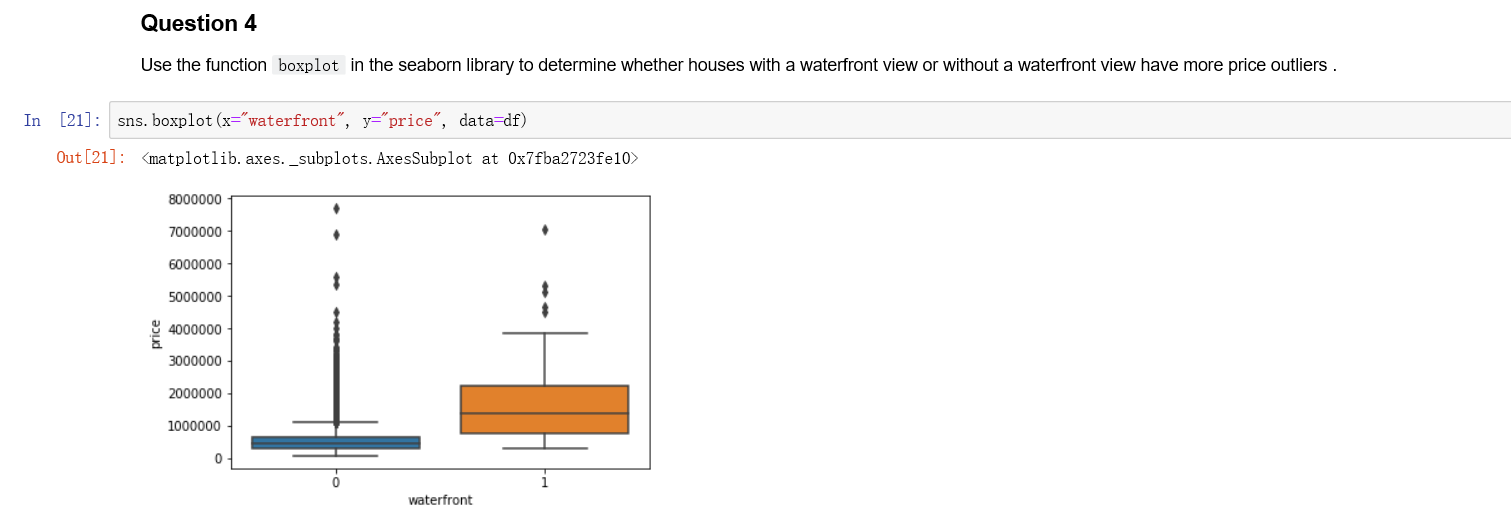 Question 4
Use the function boxplot in the seaborn library to determine whether houses with a waterfront view or without a waterfront view have more price outliers .
In [21]: sns.boxplot(x="waterfront", y="price", data=df)
Out[21]: <matplotlib.axes._subplots.AxesSubplot at 0x7fba2723fe10>
8000000
7000000
6000000
5000000
4000000
3000000
2000000
1000000
0
price
0 1
waterfront